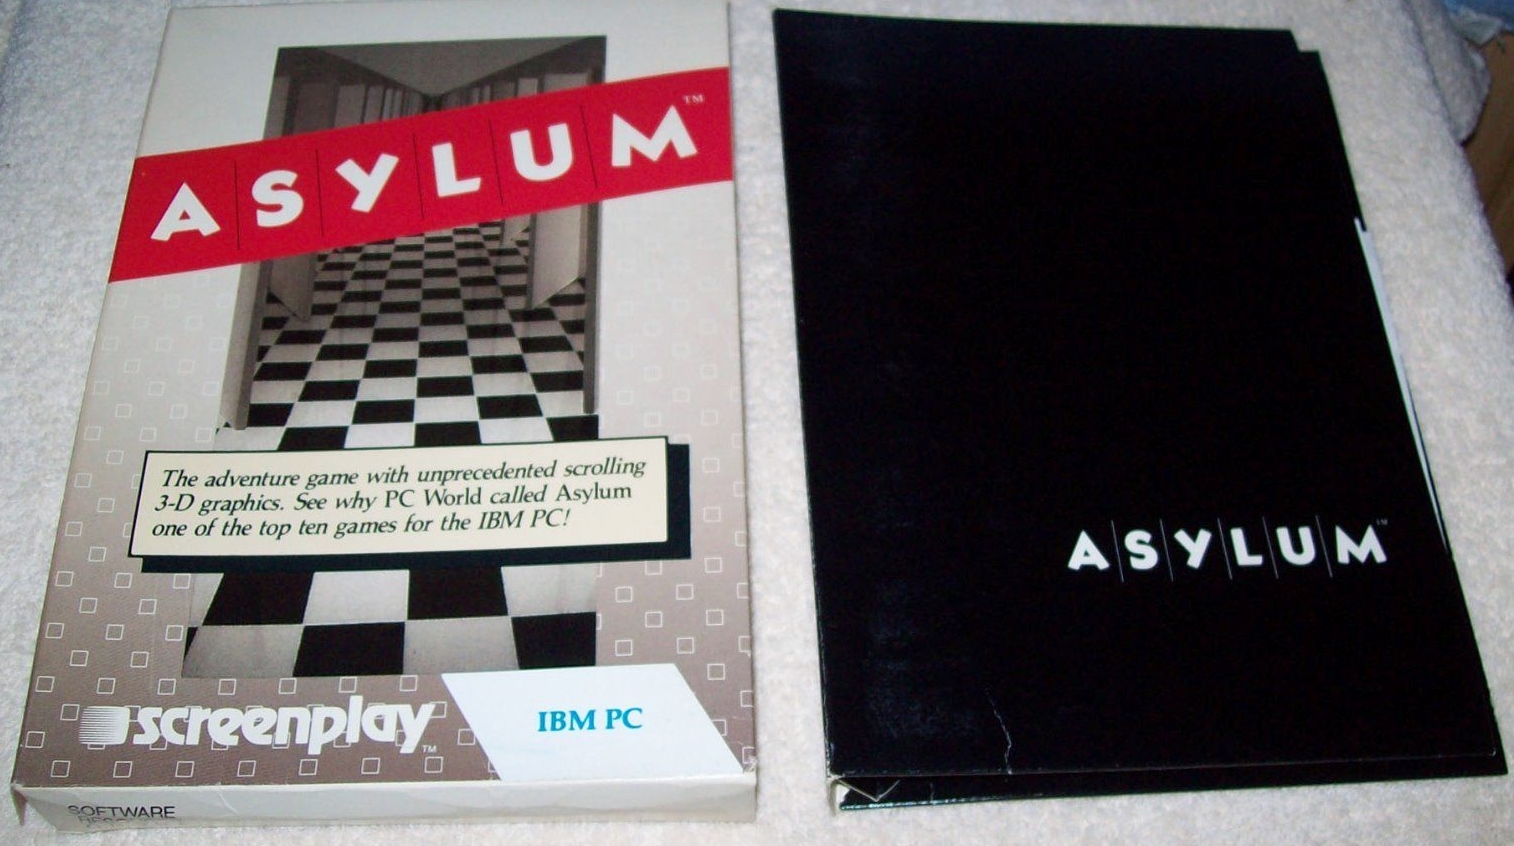 ASYLUM™
The adventure game with unprecedented scrolling
3-D graphics. See why PC World called Asylum
one of the top ten games for the IBM PC!
screenplay™
IBM PC
SOFTWARE
ASYLUM™